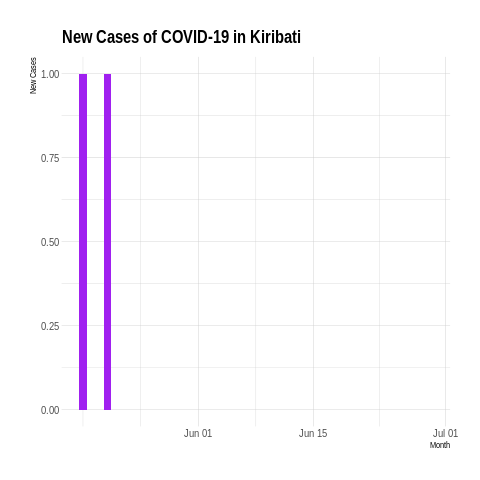 New Cases of COVID-19 in Kiribati
New Cases
1.00
0.75
0.50
0.25
0.00
Jun 01
Jun 15
Jul 01
Month